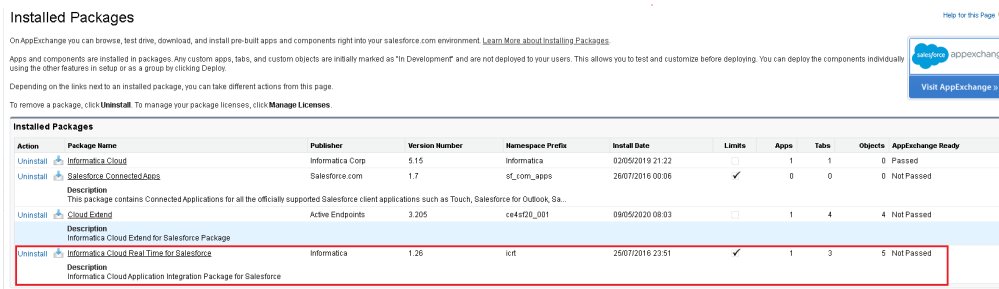 Installed Packages
Help for this Page
On AppExchange you can browse, test drive, download, and install pre-built apps and components right into your salesforce.com environment. Learn More about Installing Packages.
Apps and components are installed in packages. Any custom apps, tabs, and custom objects are initially marked as "In Development" and are not deployed to your users. This allows you to test and customize before deploying. You can deploy the components individually
using the other features in setup or as a group by clicking Deploy.
salesforce appexchang
Visit AppExchange »
Depending on the links next to an installed package, you can take different actions from this page.
To remove a package, click Uninstall. To manage your package licenses, click Manage Licenses.
Installed Packages
Action Package Name Publisher Version Number Namespace Prefix Install Date Limits Apps Tabs Objects AppExchange Ready
Uninstall Informatica Cloud Informatica Corp 5.15 Informatica 02/05/2019 21:22 1 1 0 Passed
Uninstall Salesforce Connected Apps Salesforce.com 1.7 sf_com_apps 26/07/2016 00:06 ✓ 0 0 0 Not Passed
Description
This package contains Connected Applications for all the officially supported Salesforce client applications such as Touch, Salesforce for Outlook, Sa...
Uninstall Cloud Extend Active Endpoints 3.205 ce4sf20_001 09/05/2020 08:03 1 4 4 Not Passed
Description
Informatica Cloud Extend for Salesforce Package
Uninstall Informatica Cloud Real Time for Salesforce Informatica 1.26 icrt 25/07/2016 23:51 ✓ 1 3 5 Not Passed
Description
Informatica Cloud Application Integration Package for Salesforce